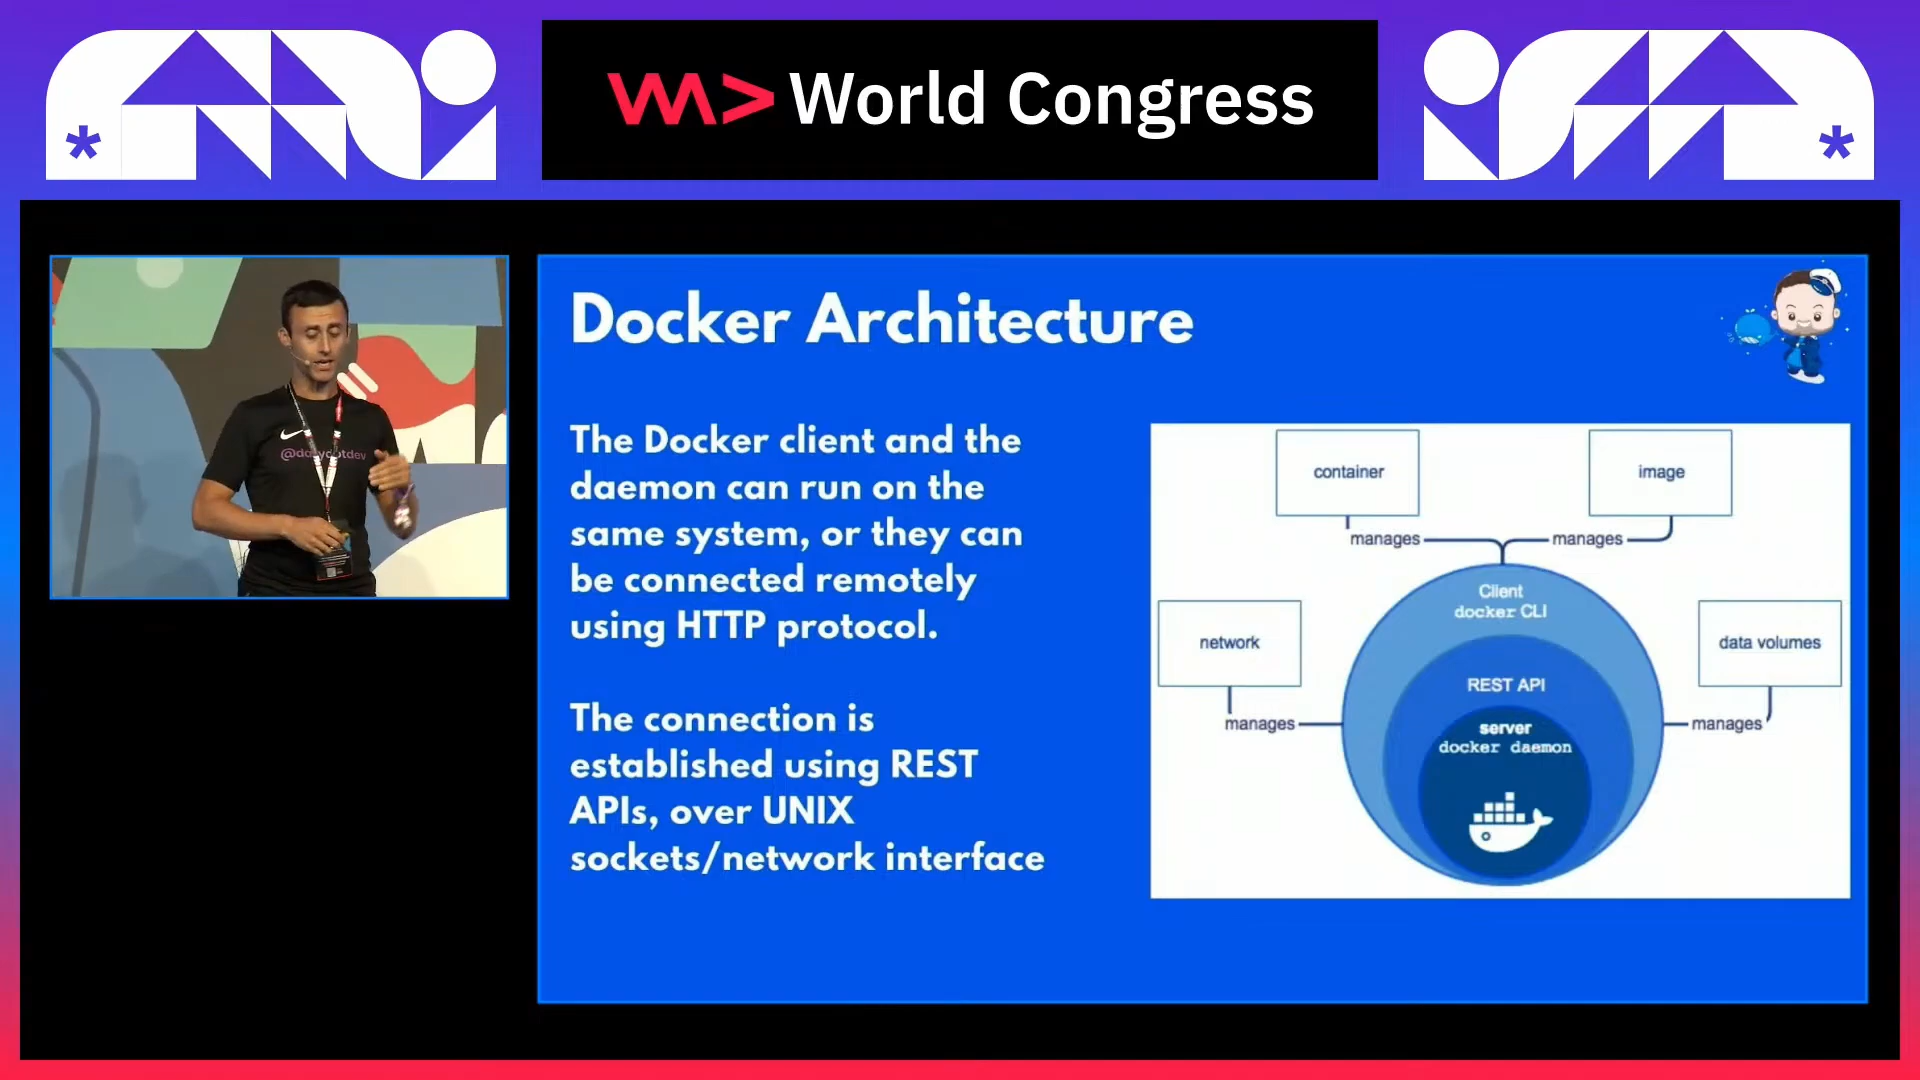 World Congress
@davydotdev
Docker Architecture
The Docker client and the
daemon can run on the
same system, or they can
be connected remotely
using HTTP protocol.
The connection is
established using REST
APIs, over UNIX
sockets/network interface
container
image
manages
manages
Client
docker CLI
network
data volumes
REST API
manages
manages
server
docker daemon